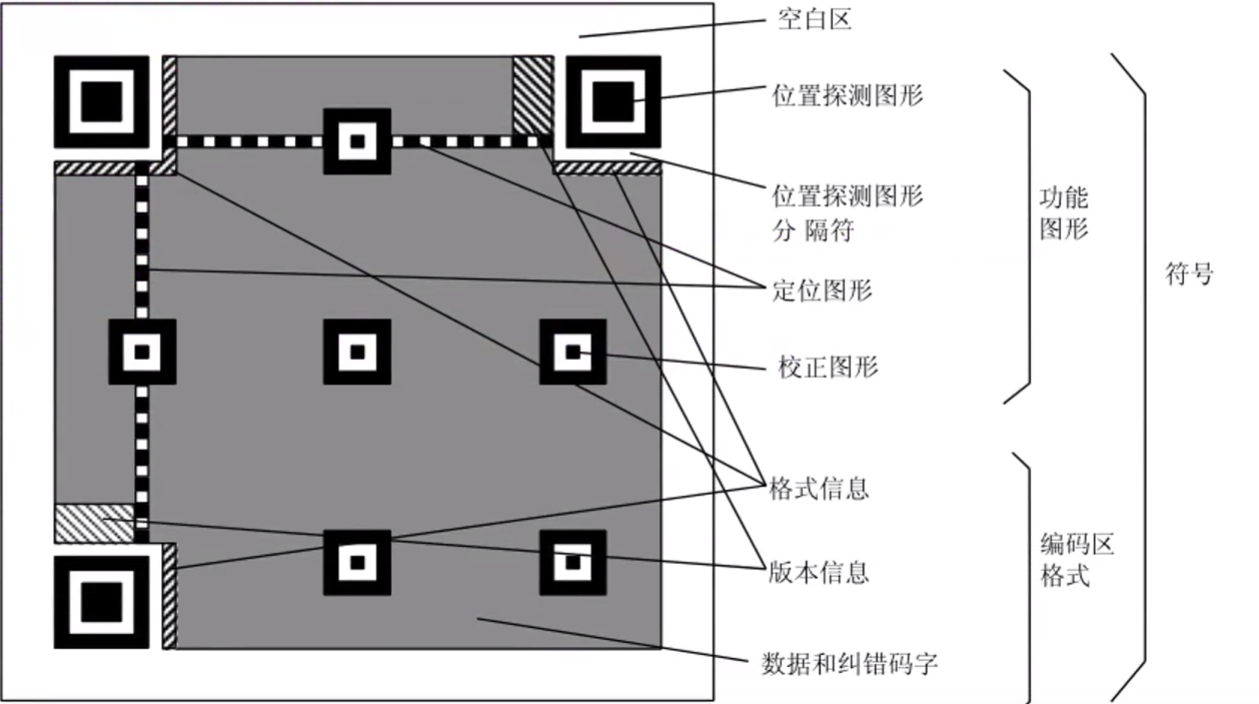 空白区
位置探测图形
位置探测图形
分 隔符
定位图形
校正图形
格式信息
版本信息
数据和纠错码字
功能
图形
编码区
格式
符号